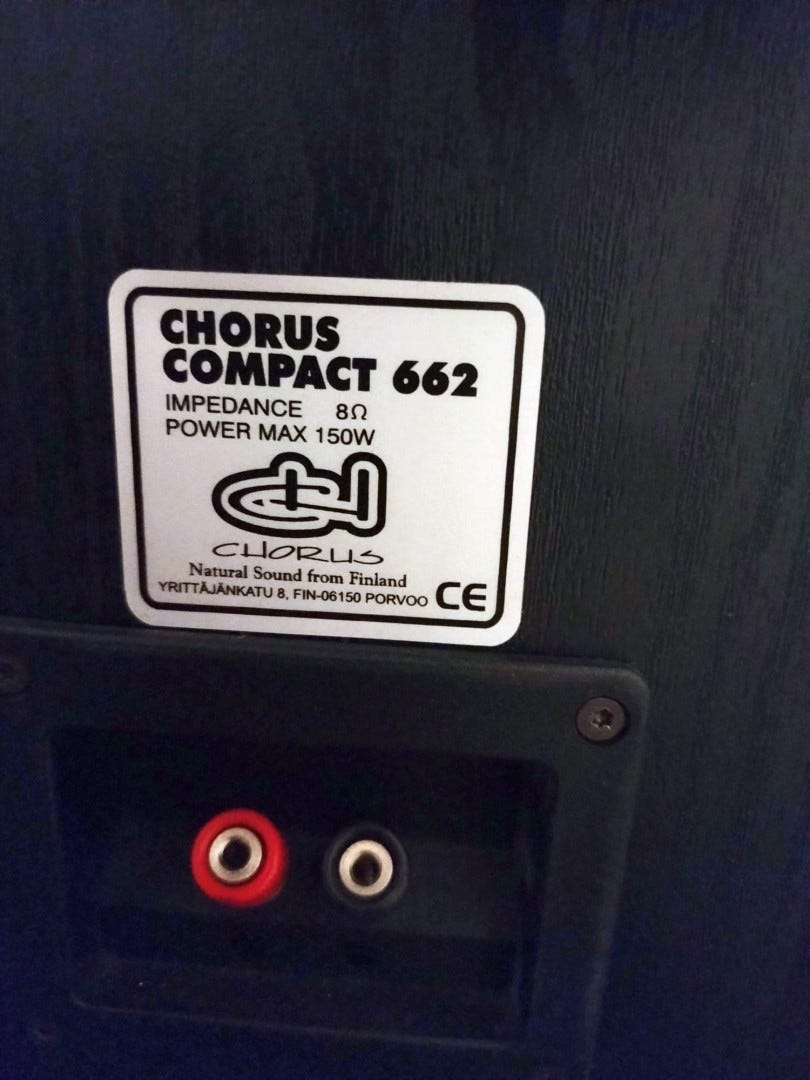 CHORUS
COMPACT 662
IMPEDANCE 8Ω
POWER MAX 150W
CHORUS
Natural Sound from Finland
YRITTÄJÄNKATU 8, FIN-06150 PORVOO CE